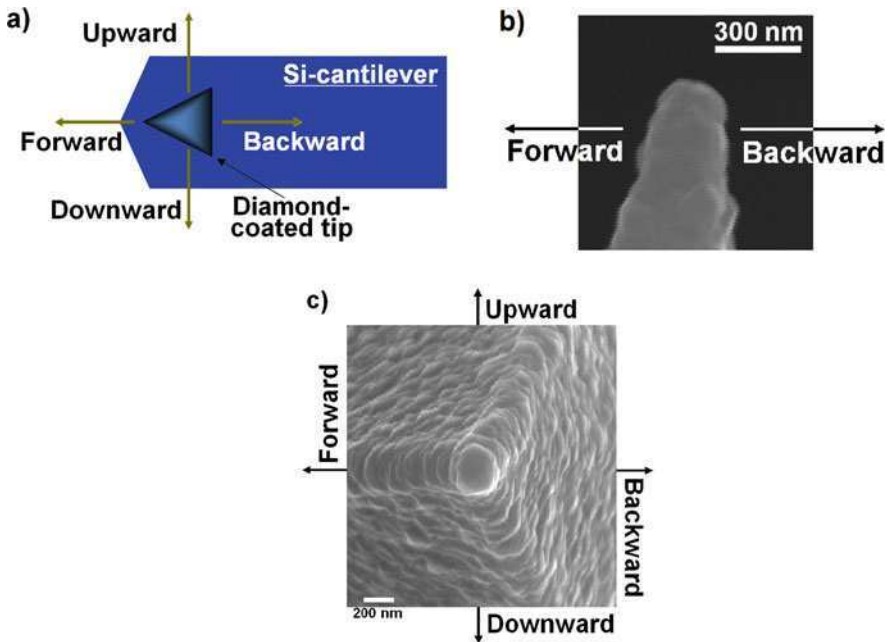 a)
Upward
Si-cantilever
Forward
Backward
Downward
Diamond-
coated tip
b)
300 nm
Forward
Backward
c)
Upward
Forward
Backward
200 nm
Downward